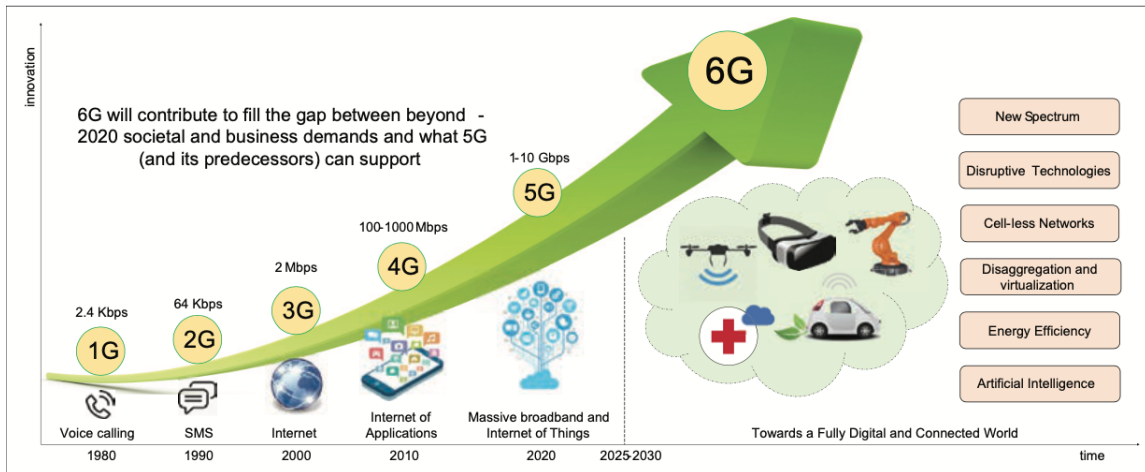 innovation
6G
6G will contribute to fill the gap between beyond -
2020 societal and business demands and what 5G
(and its predecessors) can support
1-10 Gbps
5G
100-1000 Mbps
4G
2 Mbps
3G
64 Kbps
2G
2.4 Kbps
1G
New Spectrum
Disruptive Technologies
Cell-less Networks
Disaggregation and
virtualization
Energy Efficiency
Artificial Intelligence
Voice calling
SMS
Internet
Internet of
Applications
Massive broadband and
Internet of Things
Towards a Fully Digital and Connected World
1980
1990
2000
2010
2020
2025-2030
time